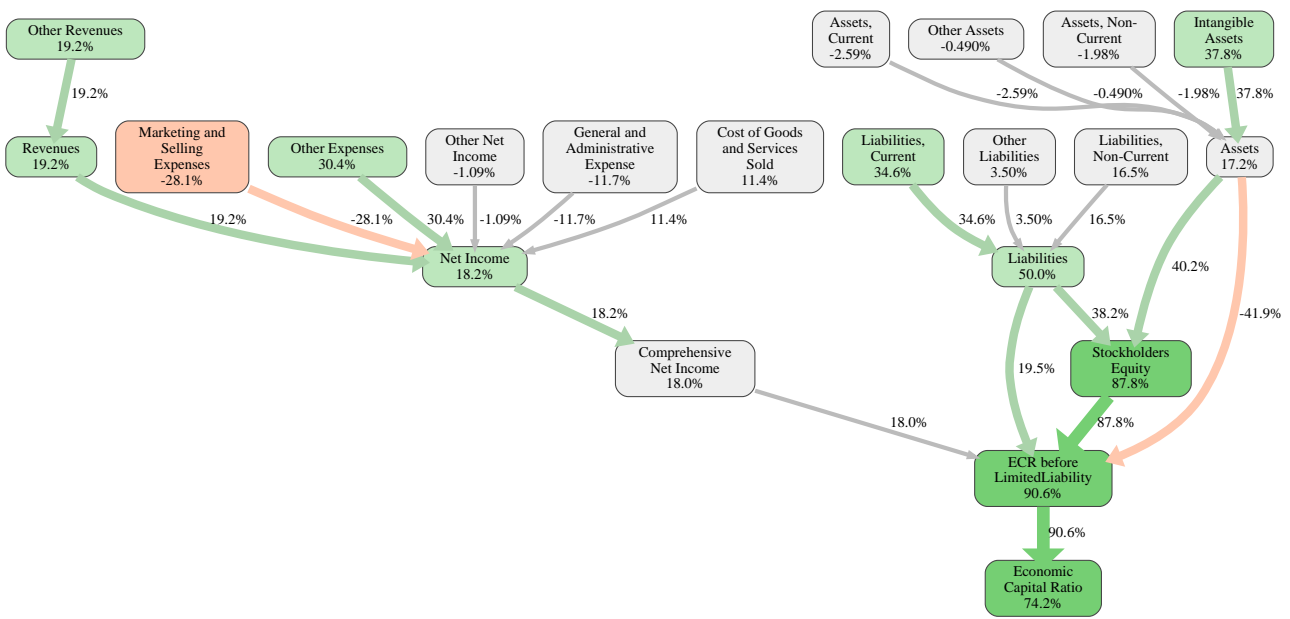 Other Revenues
19.2%
Assets,
Current
-2.59%
Other Assets
-0.490%
Assets, Non-
Current
-1.98%
Intangible
Assets
37.8%
19.2%
-2.59%
-0.490%
-1.98%
37.8%
Revenues
19.2%
Marketing and
Selling
Expenses
-28.1%
Other Expenses
30.4%
Other Net
Income
-1.09%
General and
Administrative
Expense
-11.7%
Cost of Goods
and Services
Sold
11.4%
Liabilities,
Current
34.6%
Other
Liabilities
3.50%
Liabilities,
Non-Current
16.5%
Assets
17.2%
19.2%
-28.1%
30.4%
-1.09%
-11.7%
11.4%
34.6%
3.50%
16.5%
Net Income
18.2%
Liabilities
50.0%
40.2%
18.2%
38.2%
-41.9%
Comprehensive
Net Income
18.0%
19.5%
Stockholders
Equity
87.8%
18.0%
87.8%
ECR before
LimitedLiability
90.6%
90.6%
Economic
Capital Ratio
74.2%